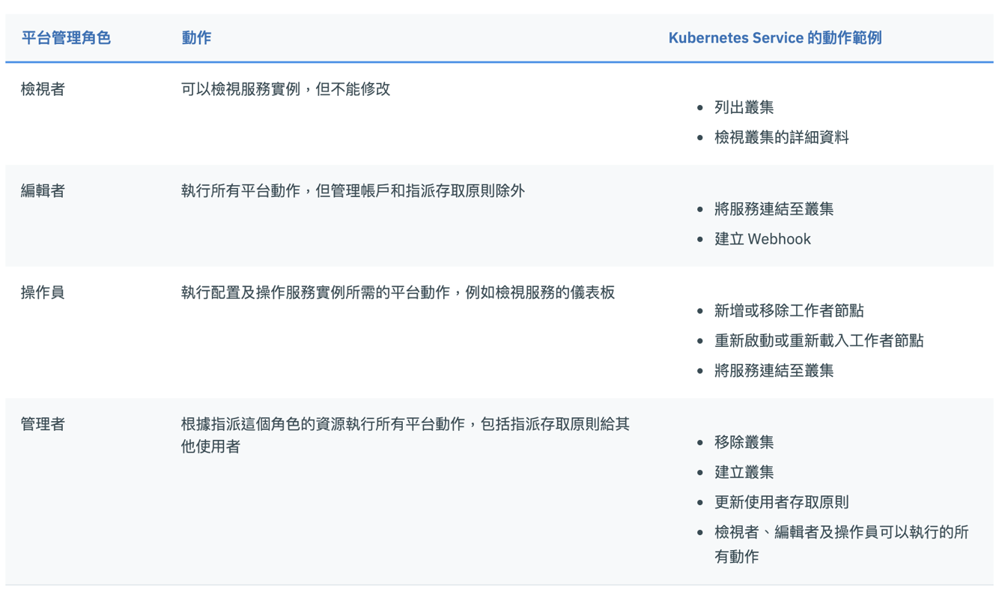 平台管理角色 動作 Kubernetes Service 的動作範例
檢視者 可以檢視服務實例，但不能修改
列出叢集
檢視叢集的詳細資料
編輯者 執行所有平台動作，但管理帳戶和指派存取原則除外
將服務連結至叢集
建立 Webhook
操作員 執行配置及操作服務實例所需的平台動作，例如檢視服務的儀表板
新增或移除工作者節點
重新啟動或重新載入工作者節點
將服務連結至叢集
管理者 根據指派這個角色的資源執行所有平台動作，包括指派存取原則給其
他使用者
移除叢集
建立叢集
更新使用者存取原則
檢視者、編輯者及操作員可以執行的所
有動作